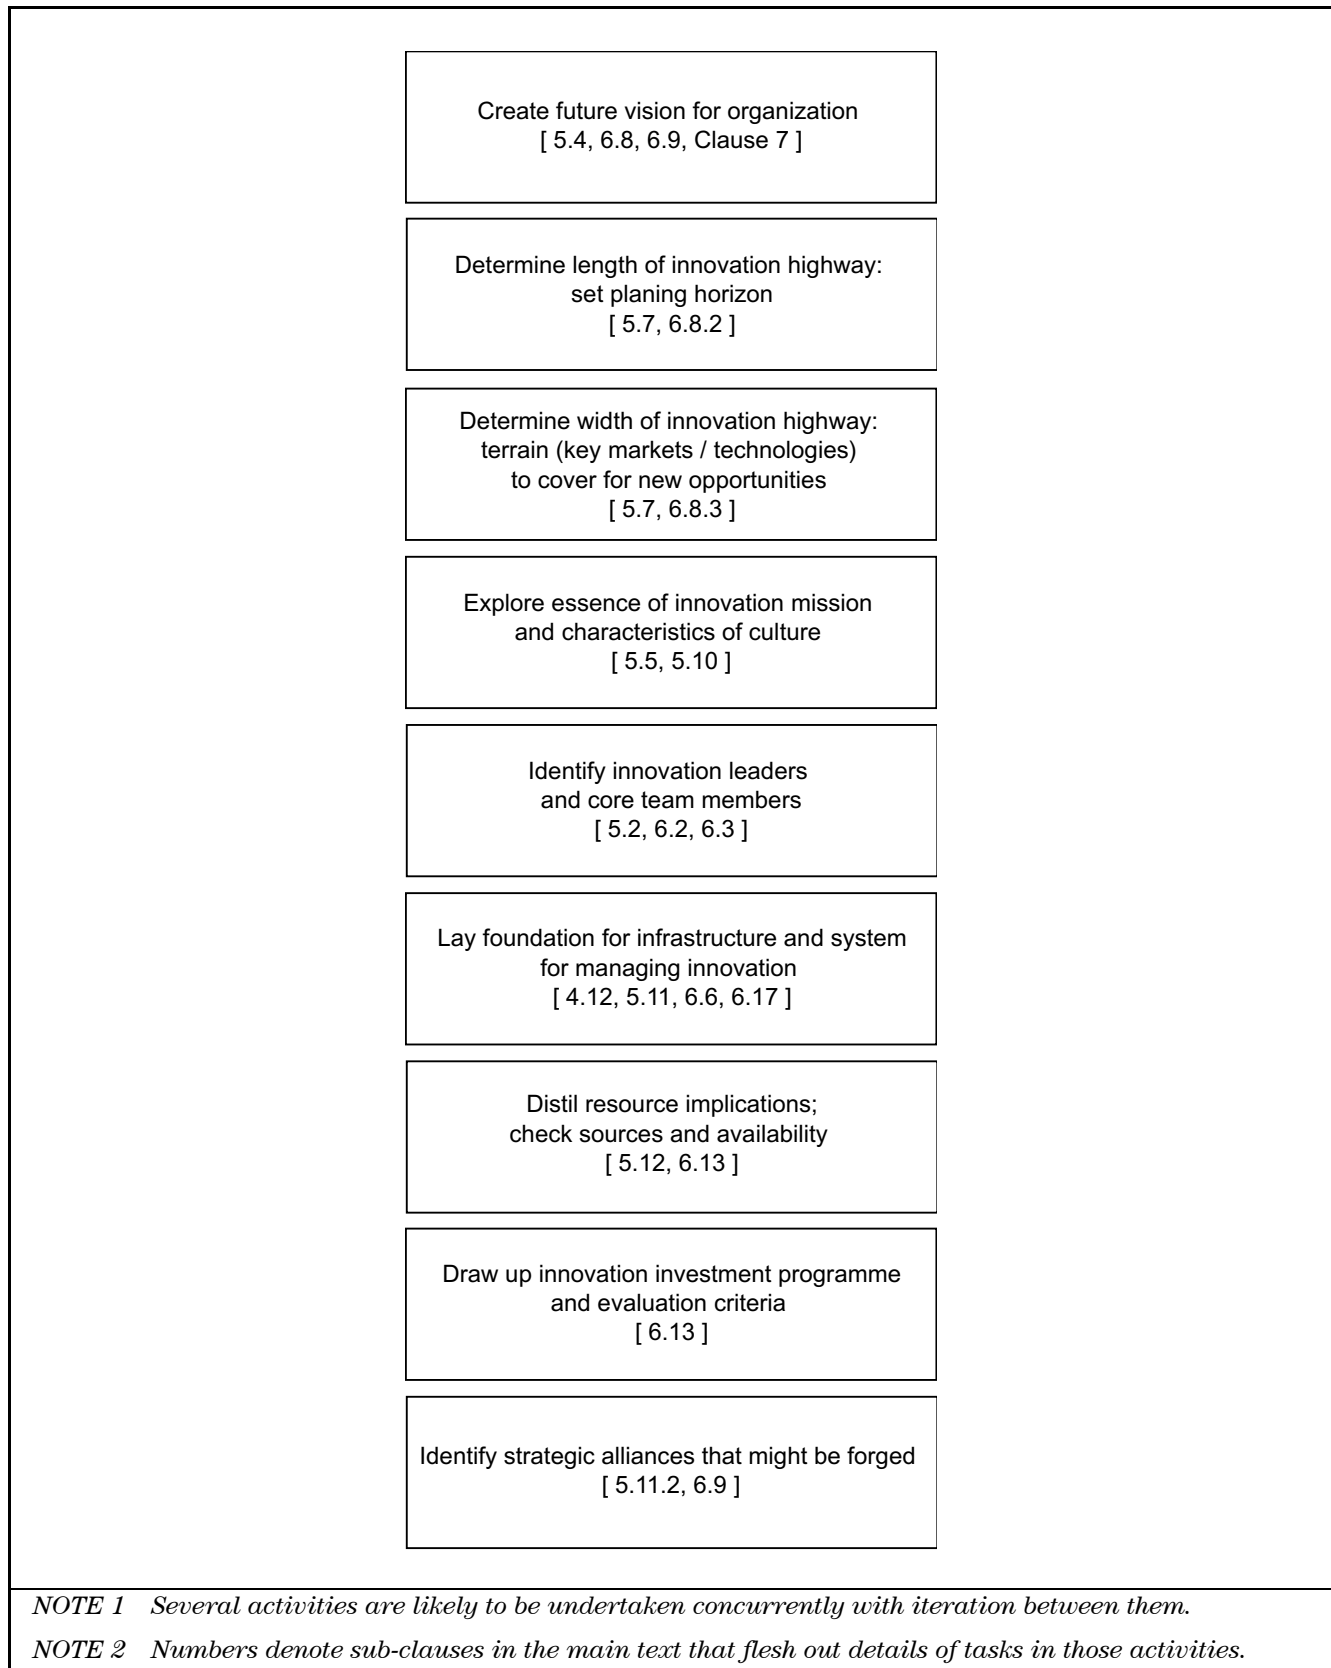 Create future vision for organization
[ 5.4, 6.8, 6.9, Clause 7 ]
Determine length of innovation highway:
set planing horizon
[ 5.7, 6.8.2 ]
Determine width of innovation highway:
terrain (key markets / technologies)
to cover for new opportunities
[ 5.7, 6.8.3 ]
Explore essence of innovation mission
and characteristics of culture
[ 5.5, 5.10 ]
Identify innovation leaders
and core team members
[ 5.2, 6.2, 6.3 ]
Lay foundation for infrastructure and system
for managing innovation
[ 4.12, 5.11, 6.6, 6.17 ]
Distil resource implications;
check sources and availability
[ 5.12, 6.13 ]
Draw up innovation investment programme
and evaluation criteria
[ 6.13 ]
Identify strategic alliances that might be forged
[ 5.11.2, 6.9 ]
NOTE 1 Several activities are likely to be undertaken concurrently with iteration between them.
NOTE 2 Numbers denote sub-clauses in the main text that flesh out details of tasks in those activities.